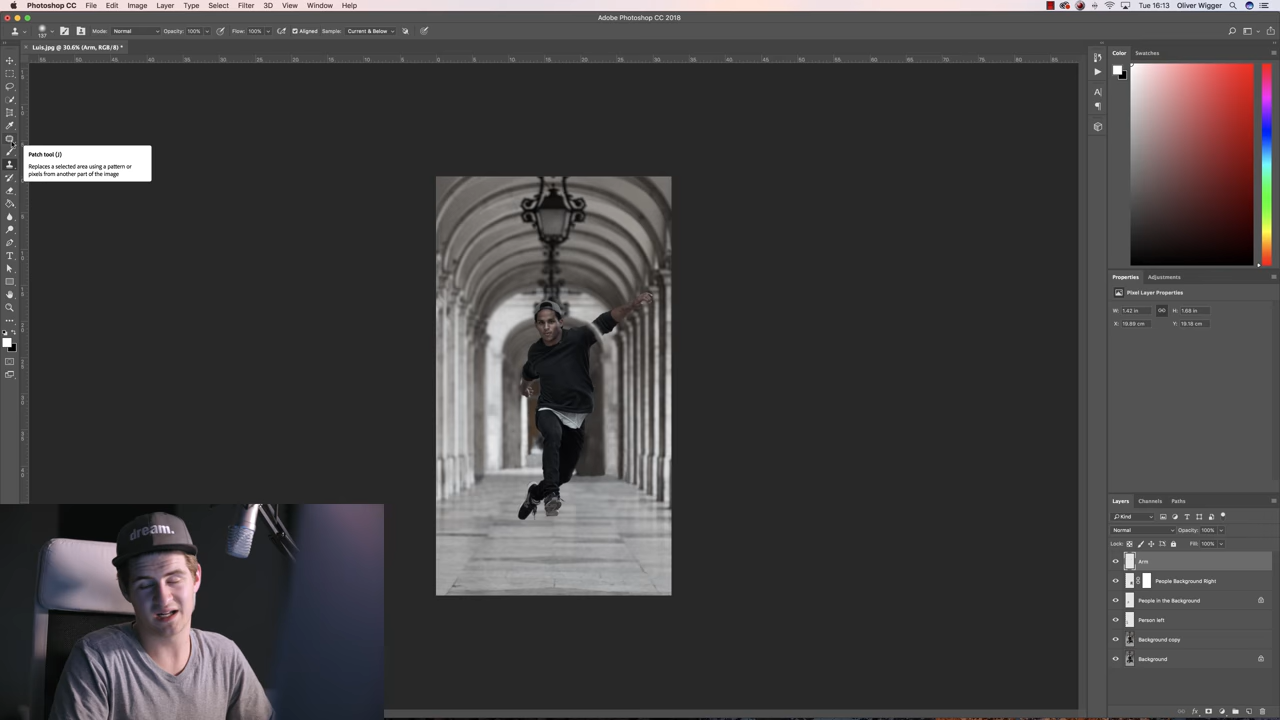 Photoshop CC File Edit Image Layer Type Select Filter 3D View Window Help
Tue 16:13 Oliver Wigger
Adobe Photoshop CC 2018
137 Mode: Normal Opacity: 100% Flow: 100% Aligned Sample: Current & Below
Luis.jpg @ 30.6% (Arm, RGB/8) *
Patch tool (J)
Replaces a selected area using a pattern or
pixels from another part of the image
Color Swatches
Properties Adjustments
Pixel Layer Properties
W: 1.42 in H: 1.68 in
X: 19.89 cm Y: 19.18 cm
Layers Channels Paths
Kind
Normal Opacity: 100%
Lock: Fill: 100%
Arm
People Background Right
People in the Background
Person left
Background copy
Background
dream.